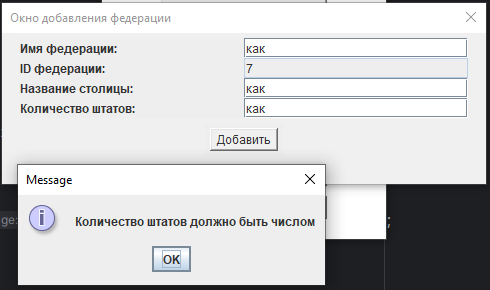 Окно добавления федерации
Имя федерации: как
ID федерации: 7
Название столицы: как
Количество штатов: как
Добавить
Message
Количество штатов должно быть числом
OK
ge:
;